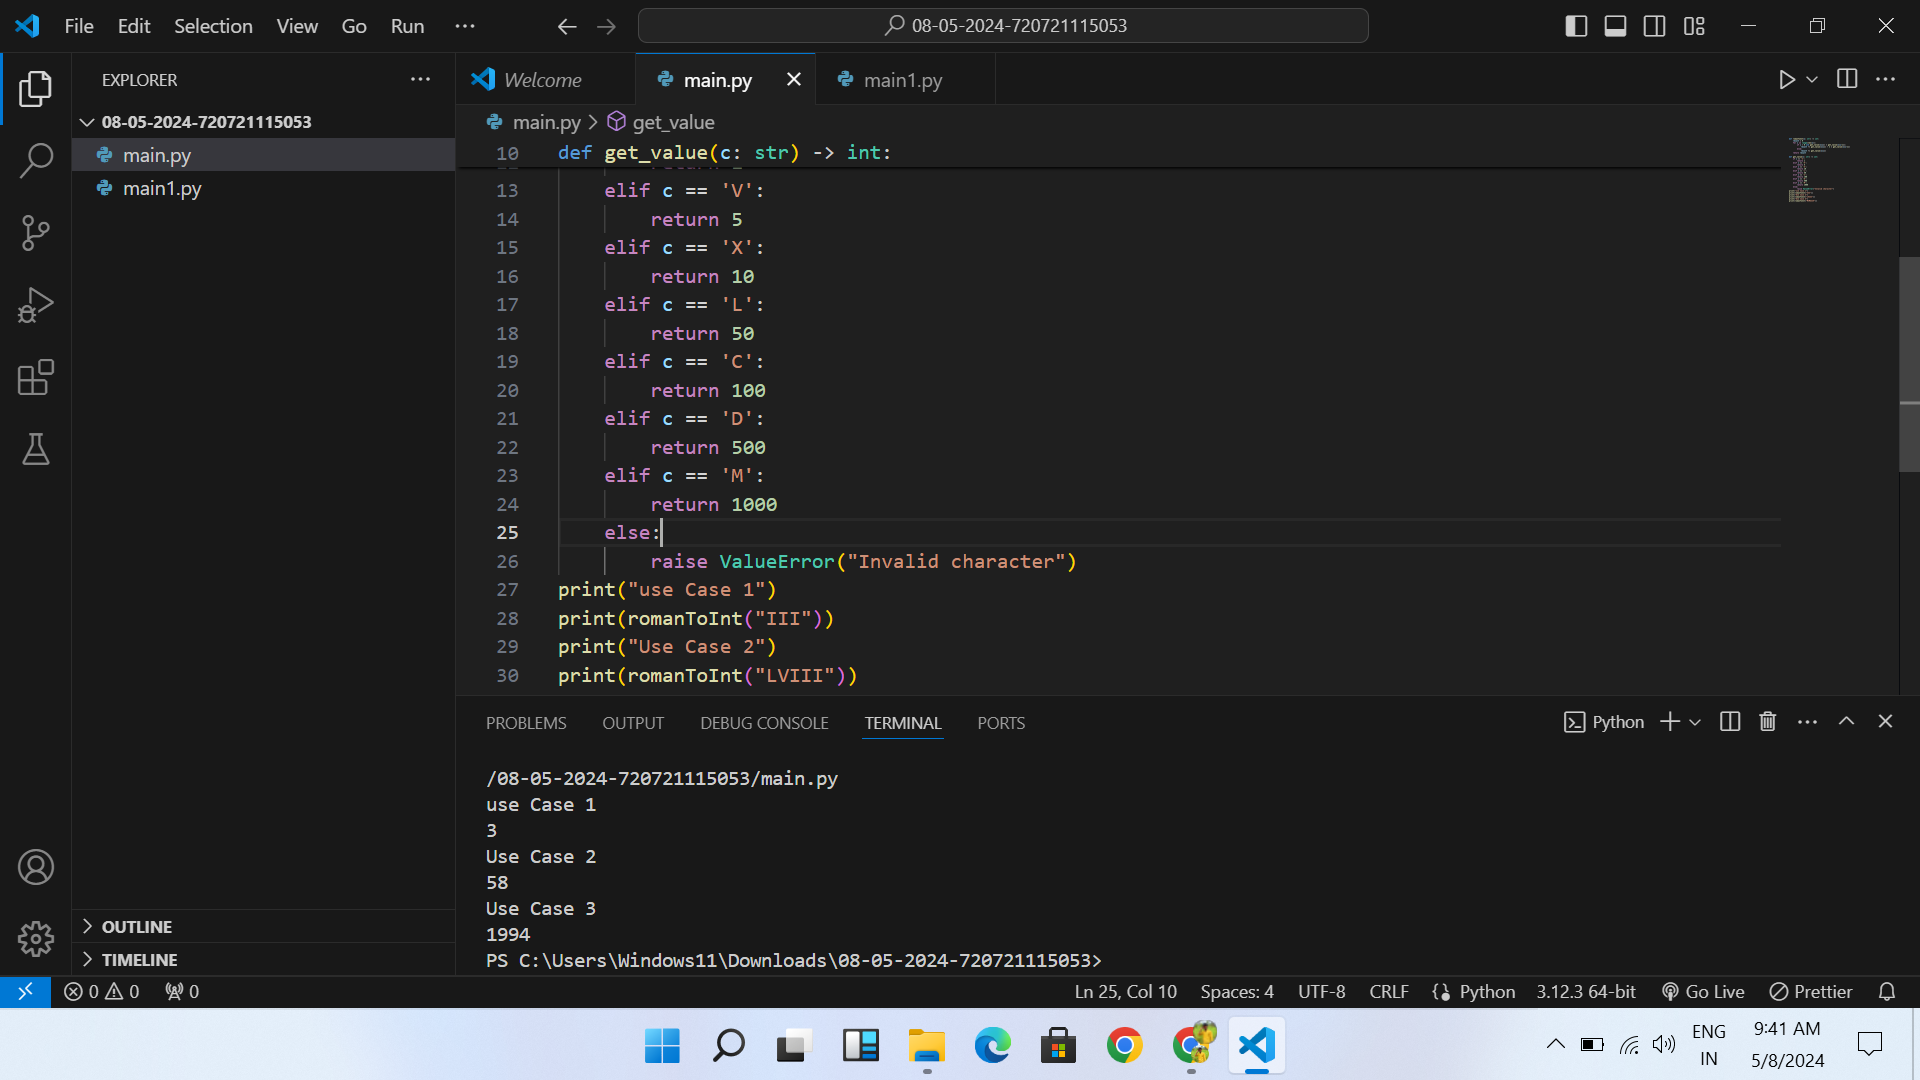 File Edit Selection View Go Run ...
08-05-2024-720721115053
EXPLORER
08-05-2024-720721115053
main.py
main1.py
OUTLINE
TIMELINE
Welcome main.py main1.py
main.py > get_value
10 def get_value(c: str) -> int:
13 elif c == 'V':
14 return 5
15 elif c == 'X':
16 return 10
17 elif c == 'L':
18 return 50
19 elif c == 'C':
20 return 100
21 elif c == 'D':
22 return 500
23 elif c == 'M':
24 return 1000
25 else:
26 raise ValueError("Invalid character")
27 print("use Case 1")
28 print(romanToInt("III"))
29 print("Use Case 2")
30 print(romanToInt("LVIII"))
PROBLEMS OUTPUT DEBUG CONSOLE TERMINAL PORTS
Python
/08-05-2024-720721115053/main.py
use Case 1
3
Use Case 2
58
Use Case 3
1994
PS C:\Users\Windows11\Downloads\08-05-2024-720721115053>
0 0 0
Ln 25, Col 10 Spaces: 4 UTF-8 CRLF Python 3.12.3 64-bit Go Live Prettier
ENG
IN
9:41 AM
5/8/2024